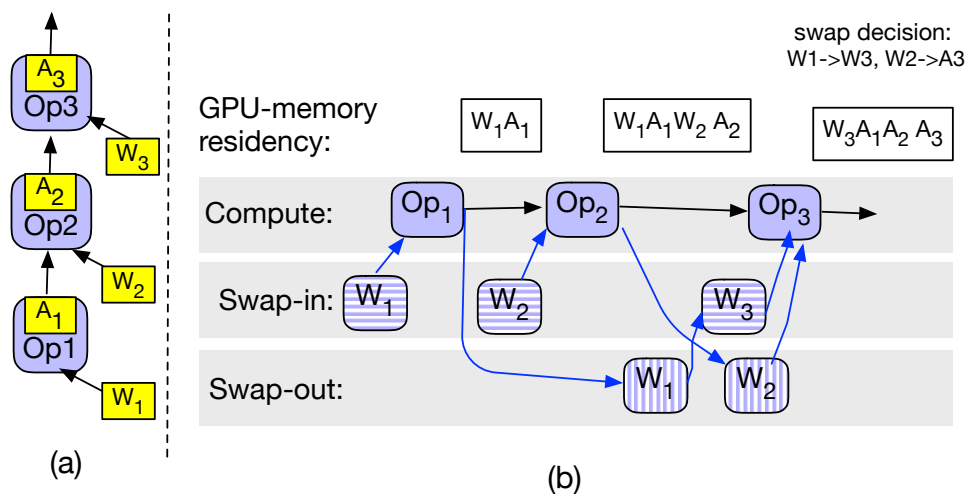 A₃
Op3
W₃
A₂
Op2
W₂
A₁
Op1
W₁
(a)
swap decision:
W1->W3, W2->A3
GPU-memory
residency:
W₁A₁
W₁A₁W₂ A₂
W₃A₁A₂ A₃
Compute:
Op₁
Op₂
Op₃
Swap-in:
W₁
W₂
W₃
Swap-out:
W₁
W₂
(b)